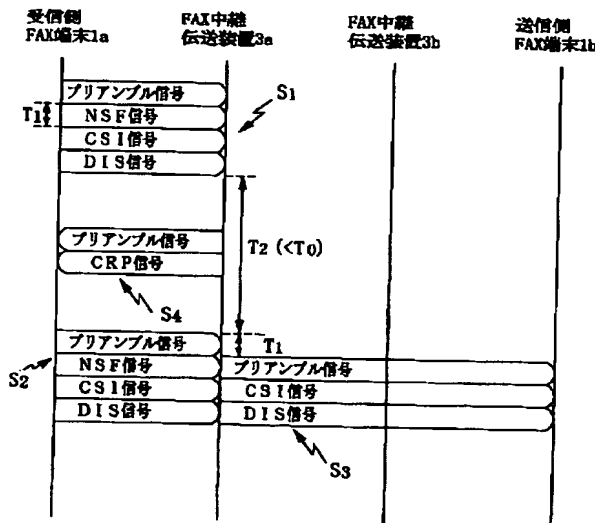 受信側
FAX端末1a
FAX中継
伝送装置3a
FAX中継
伝送装置3b
送信側
FAX端末1b
プリアンブル信号
T1
NSF信号
S1
CSI信号
DIS信号
T2 (<T0)
プリアンブル信号
CRP信号
S4
プリアンブル信号
T1
S2
NSF信号
プリアンブル信号
CSI信号
CSI信号
DIS信号
DIS信号
S3